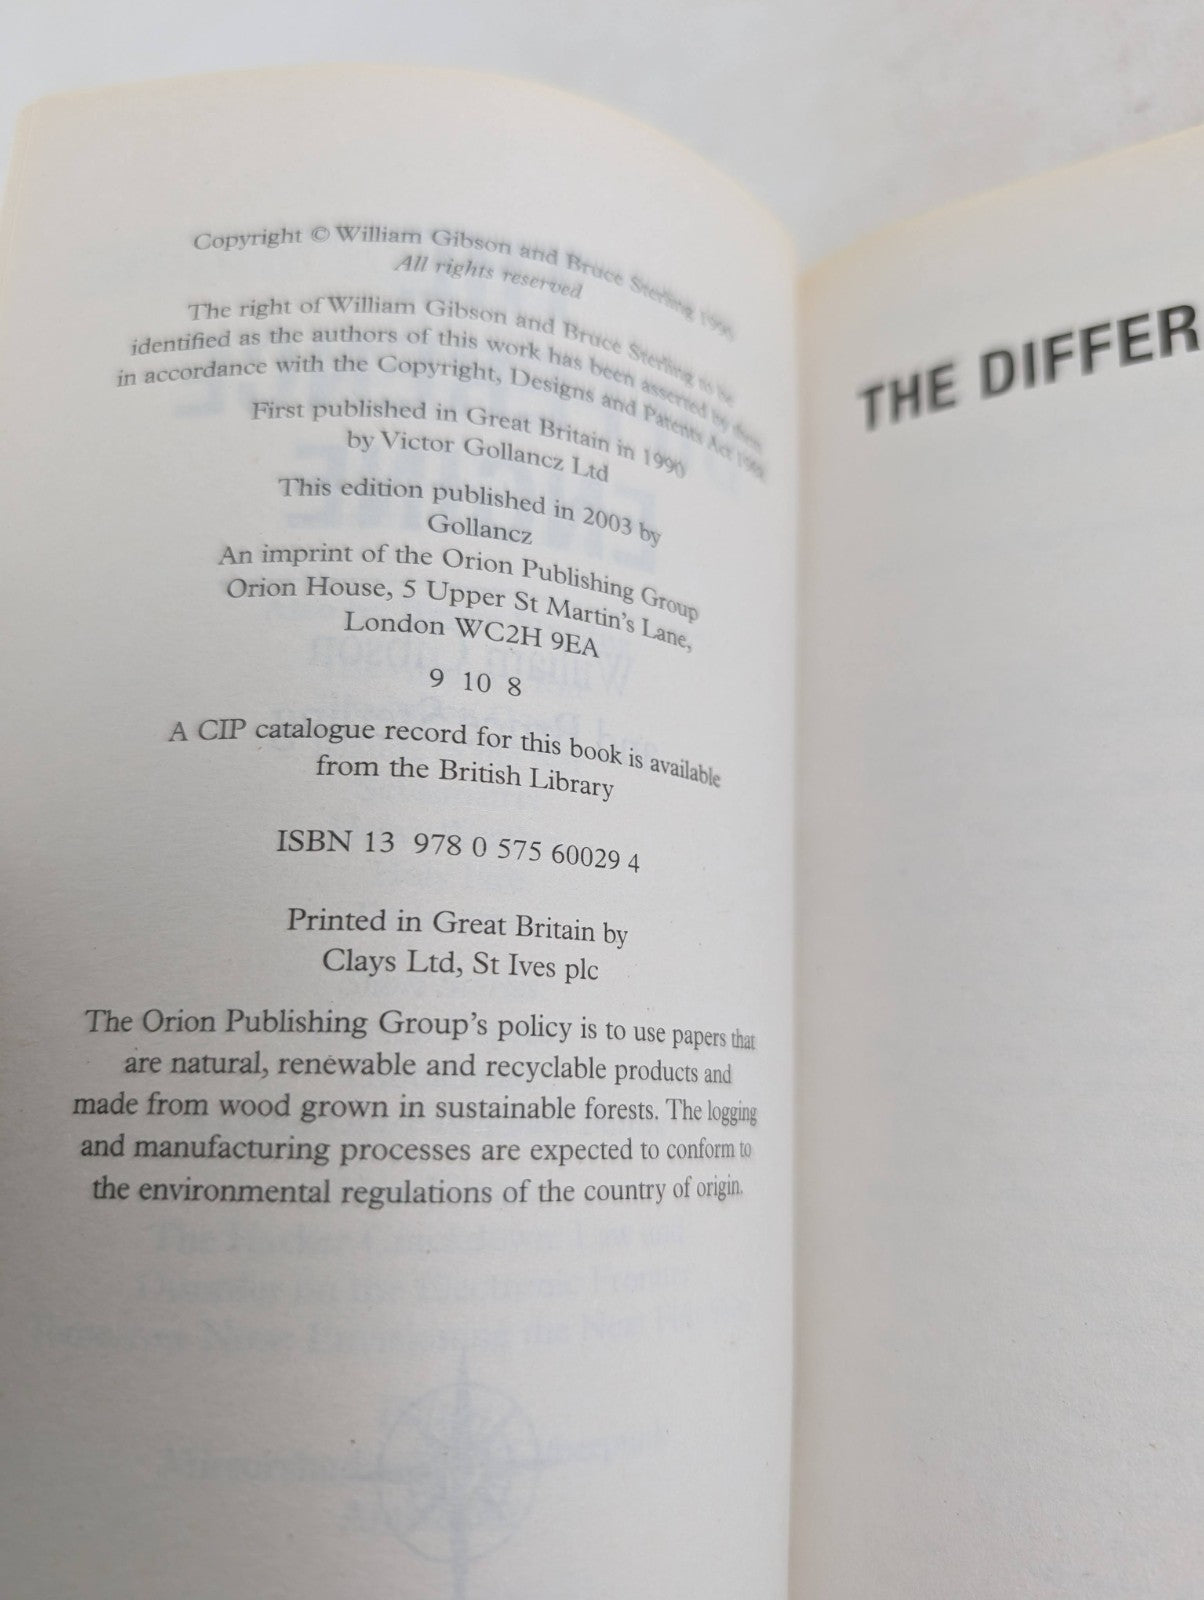 Copyright © William Gibson and Bruce Sterling 1990
All rights reserved
The right of William Gibson and Bruce Sterling to be
identified as the authors of this work has been asserted by them
in accordance with the Copyright, Designs and Patents Act 1988
First published in Great Britain in 1990
by Victor Gollancz Ltd
This edition published in 2003 by
Gollancz
An imprint of the Orion Publishing Group
Orion House, 5 Upper St Martin's Lane,
London WC2H 9EA
9 10 8
A CIP catalogue record for this book is available
from the British Library
ISBN 13 978 0 575 60029 4
Printed in Great Britain by
Clays Ltd, St Ives plc
The Orion Publishing Group's policy is to use papers that
are natural, renewable and recyclable products and
made from wood grown in sustainable forests. The logging
and manufacturing processes are expected to conform to
the environmental regulations of the country of origin.
THE DIFFER